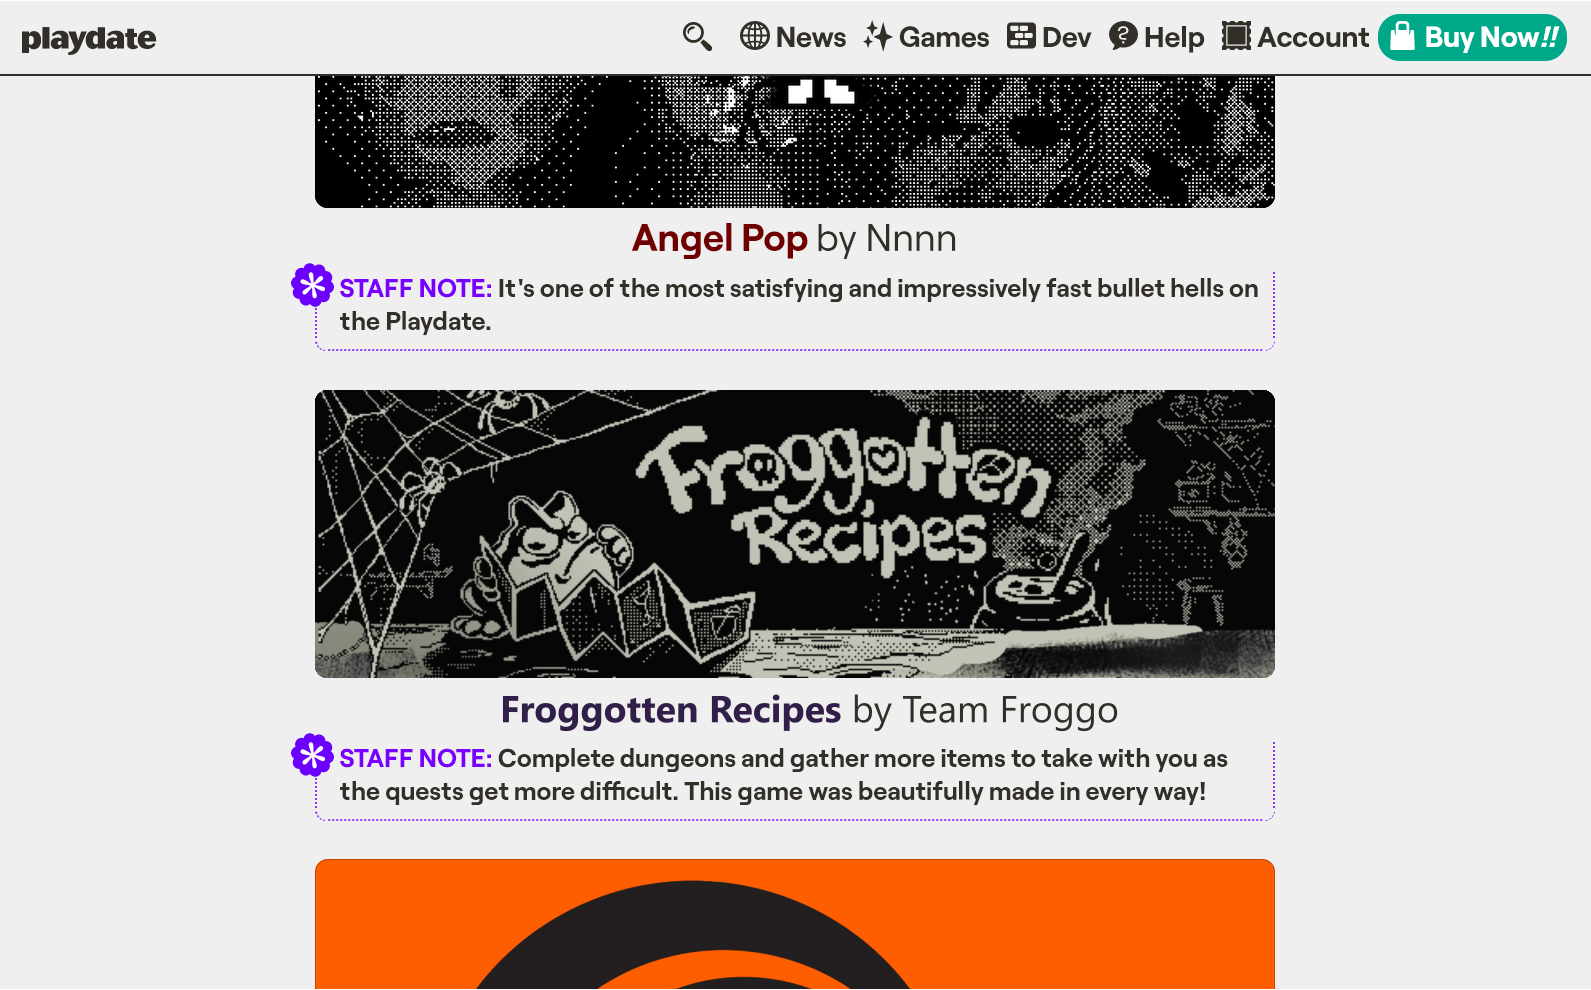 playdate
News
Games
Dev
Help
Account
Buy Now!!
Angel Pop by Nnnn
STAFF NOTE: It's one of the most satisfying and impressively fast bullet hells on
the Playdate.
Froggotten
Recipes
Froggotten Recipes by Team Froggo
STAFF NOTE: Complete dungeons and gather more items to take with you as
the quests get more difficult. This game was beautifully made in every way!